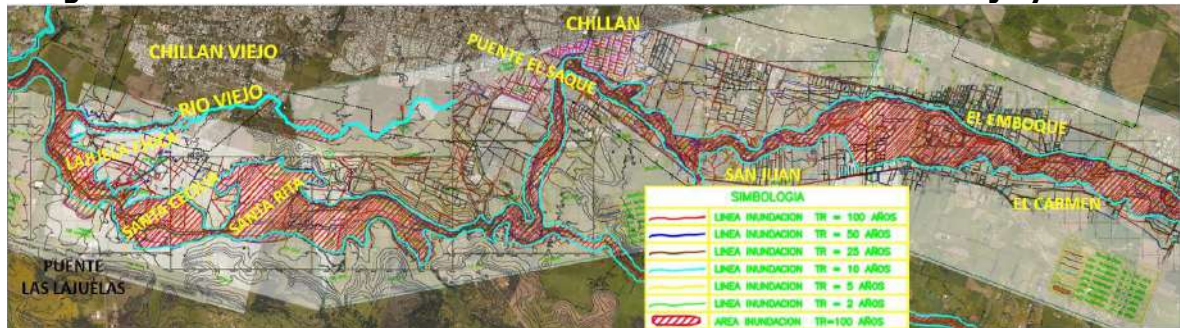 CHILLAN
CHILLAN VIEJO
PUENTE EL SAQUE
RIO VIEJO
EL EMBOQUE
LAJUELA CHICA
SANTA CECILIA
SANTA RITA
SAN JUAN
EL CARMEN
PUENTE
LAS LAJUELAS
SIMBOLOGIA
LINEA INUNDACION TR = 100 AÑOS
LINEA INUNDACION TR = 50 AÑOS
LINEA INUNDACION TR = 25 AÑOS
LINEA INUNDACION TR = 10 AÑOS
LINEA INUNDACION TR = 5 AÑOS
LINEA INUNDACION TR = 2 AÑOS
AREA INUNDACION TR=100 AÑOS